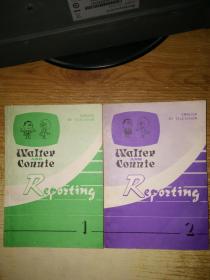 ENGLISH
BY TELEVISION
Walter
AND
Connie
Reporting
1
ENGLISH
BY TELEVISION
Walter
AND
Connie
Reporting
2